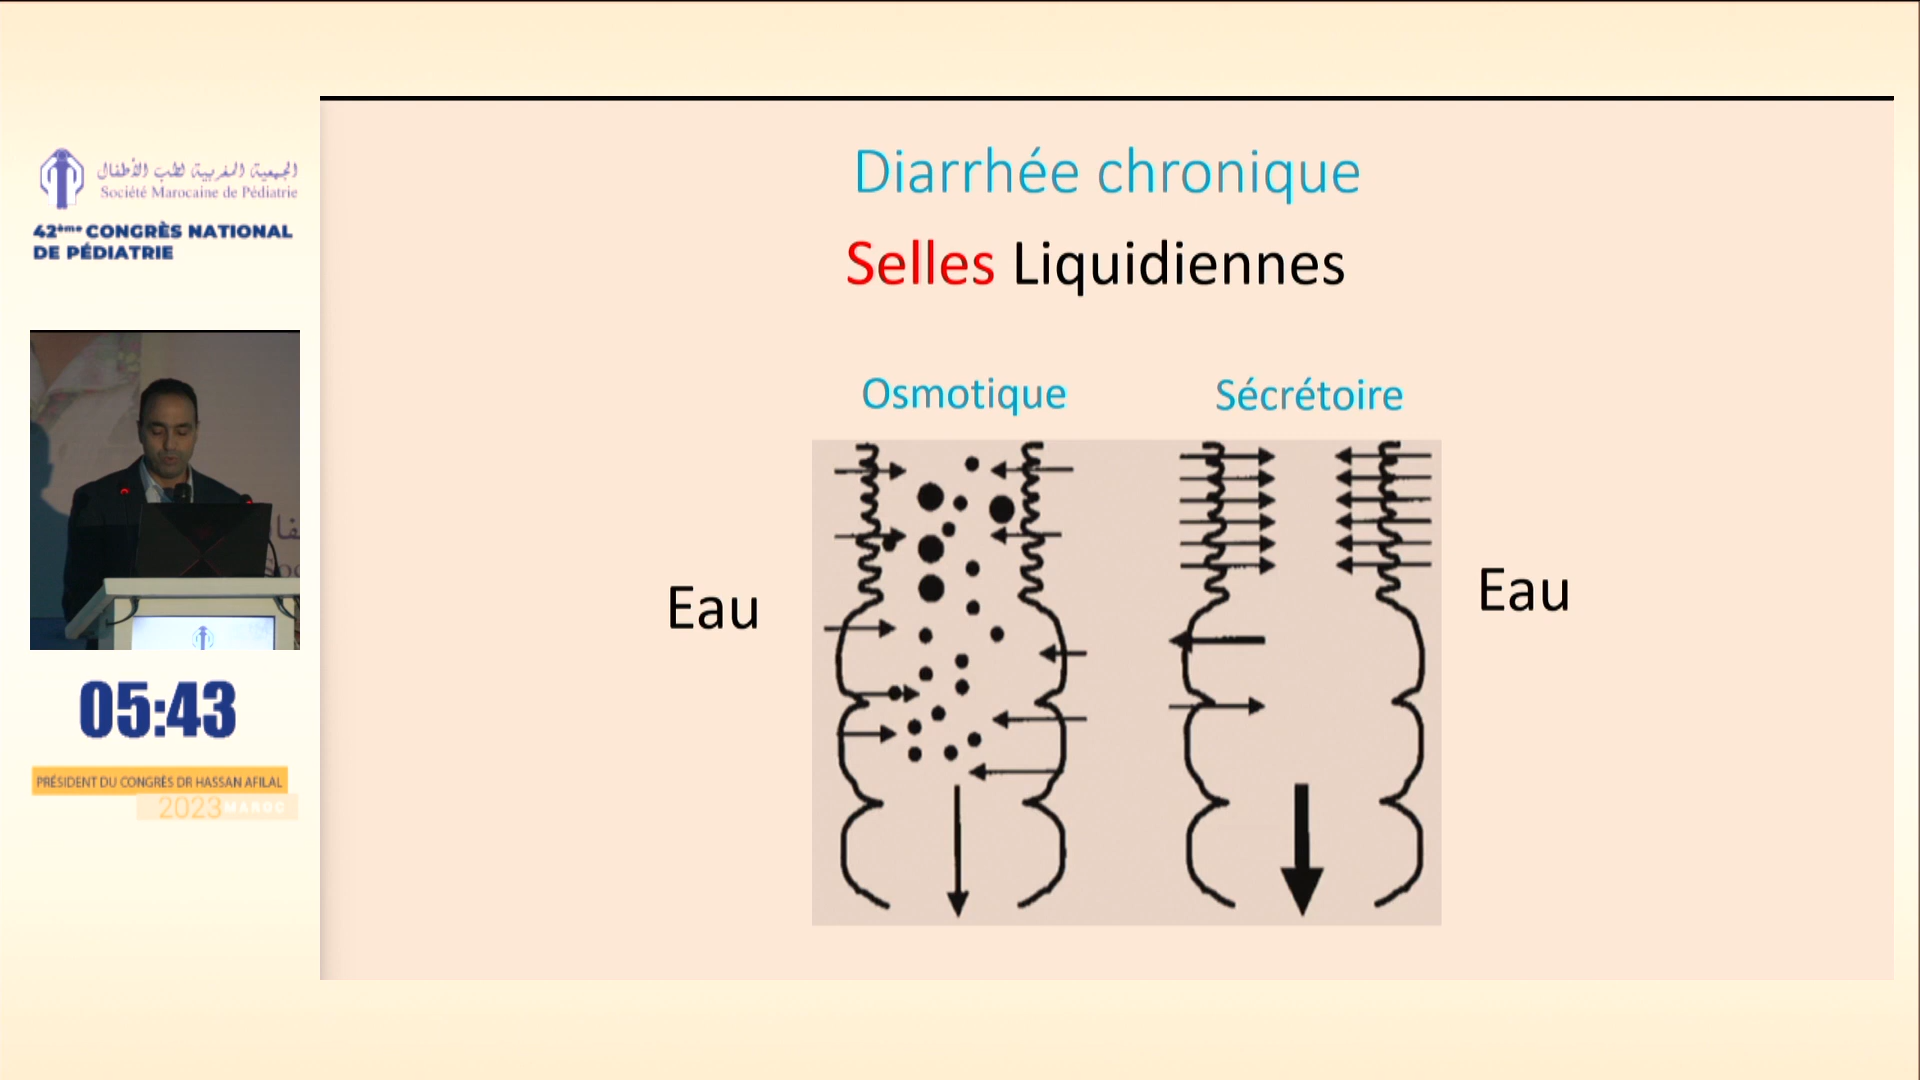 الجمعية المغربية لطب الأطفال
Société Marocaine de Pédiatrie
42ème CONGRÈS NATIONAL
DE PÉDIATRIE
05:43
PRÉSIDENT DU CONGRÈS DR HASSAN AFILAL
2023 MAROC
Diarrhée chronique
Selles Liquidiennes
Osmotique
Sécrétoire
Eau
Eau